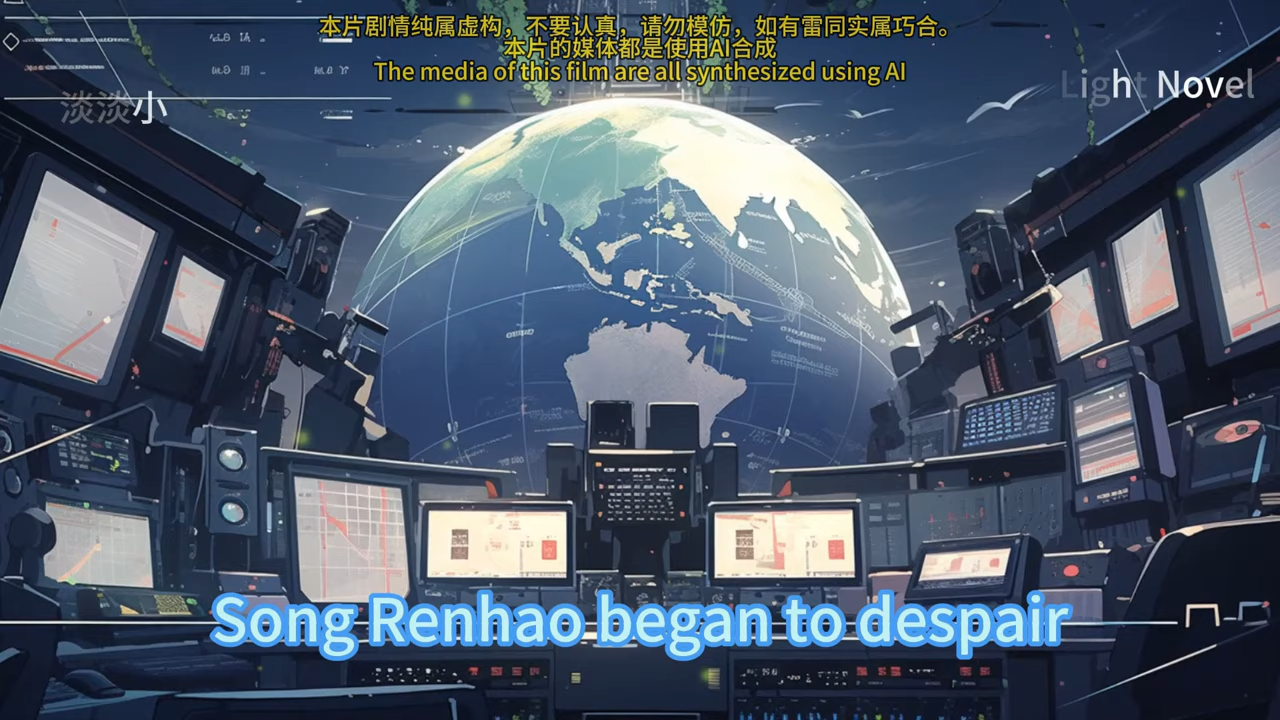 本片剧情纯属虚构，不要认真，请勿模仿，如有雷同实属巧合。
本片的媒体都是使用AI合成
The media of this film are all synthesized using AI
淡淡小
Light Novel
Song Renhao began to despair